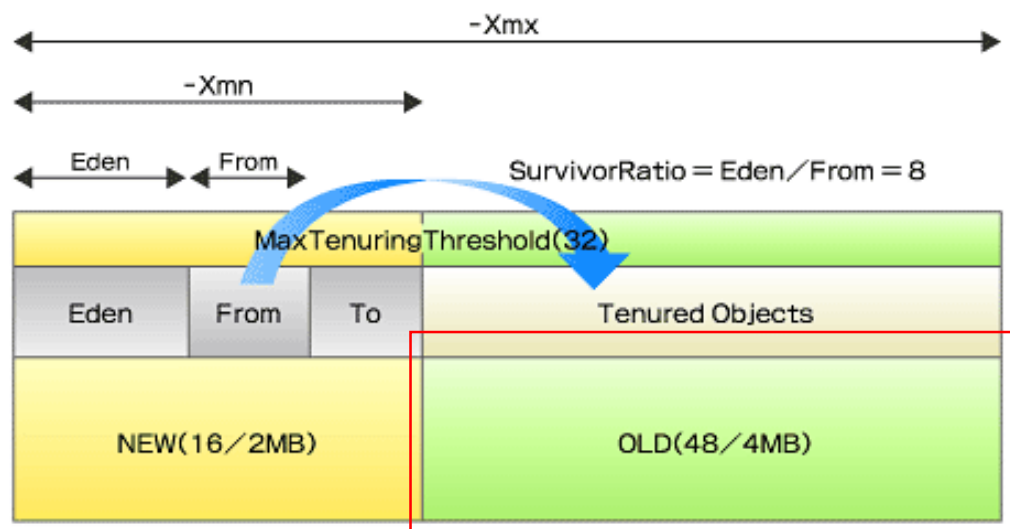 -Xmx
-Xmn
Eden From
SurvivorRatio=Eden／From=8
MaxTenuringThreshold(32)
Eden From To Tenured Objects
NEW(16／2MB) OLD(48／4MB)